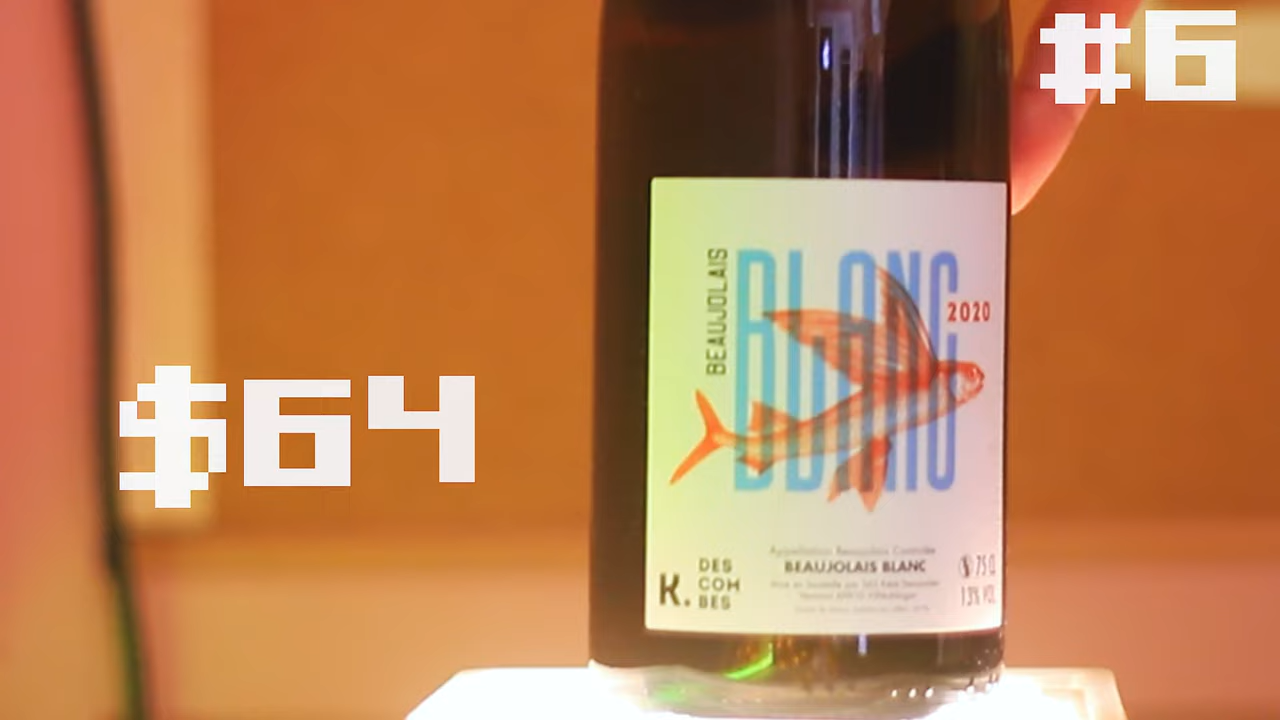 #6
$64
BEAUJOLAIS
BLANC
2020
Appellation Beaujolais Contrôlée
BEAUJOLAIS BLANC
75 CL
13% VOL
K. DES
COM
BES